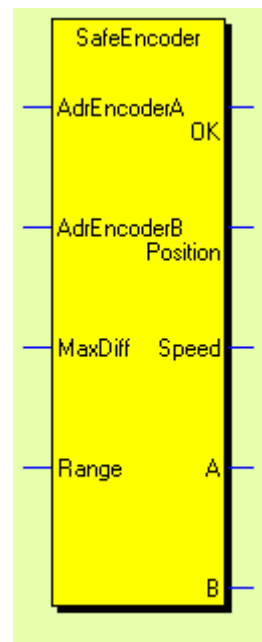 SafeEncoder
AdrEncoderA
OK
AdrEncoderB
Position
MaxDiff Speed
Range A
B